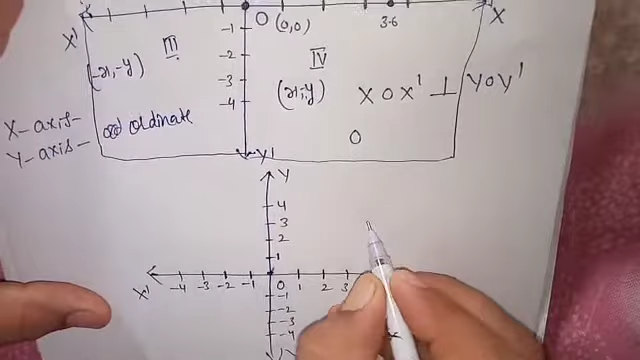 X' O (0,0) 3.6 X
III -1
(-x,-y) -2 IV
-3 (x,-y) XOX' ⊥ YOY'
-4
X-axis- ordinate O
Y-axis- Y'
Y
4
3
2
1
X' -4 -3 -2 -1 O 1 2 3
-1
-2
-3
-4